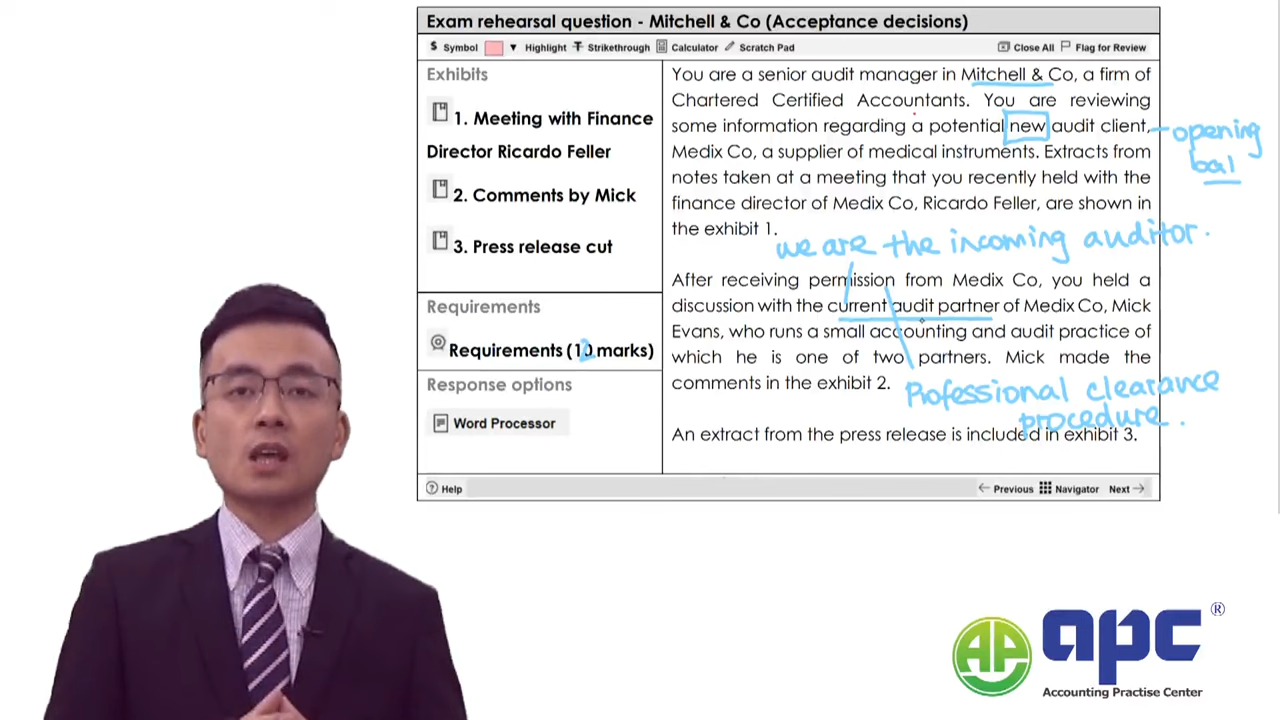 Exam rehearsal question - Mitchell & Co (Acceptance decisions)
$ Symbol ▼ Highlight Strikethrough Calculator Scratch Pad Close All Flag for Review
Exhibits
1. Meeting with Finance
Director Ricardo Feller
2. Comments by Mick
3. Press release cut
Requirements
Requirements (12 marks)
Response options
Word Processor
You are a senior audit manager in Mitchell & Co, a firm of
Chartered Certified Accountants. You are reviewing
some information regarding a potential new audit client,
Medix Co, a supplier of medical instruments. Extracts from
notes taken at a meeting that you recently held with the
finance director of Medix Co, Ricardo Feller, are shown in
the exhibit 1.
opening
bal
we are the incoming auditor.
After receiving permission from Medix Co, you held a
discussion with the current audit partner of Medix Co, Mick
Evans, who runs a small accounting and audit practice of
which he is one of two partners. Mick made the
comments in the exhibit 2.
Professional clearance
procedure.
An extract from the press release is included in exhibit 3.
? Help
← Previous Navigator Next →
AP
apc ®
Accounting Practise Center